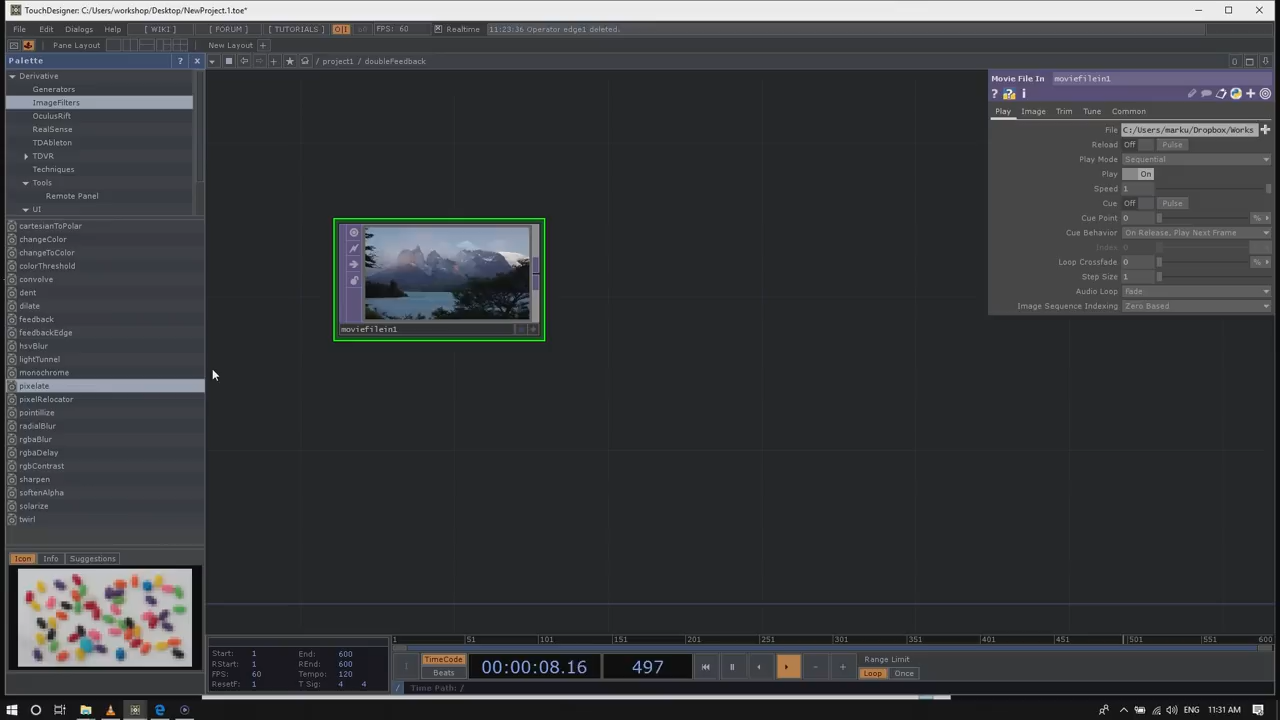 TouchDesigner: C:/Users/workshop/Desktop/NewProject.1.toe*
File Edit Dialogs Help [ WIKI ] [ FORUM ] [ TUTORIALS ] O|I FPS: 60 Realtime 11:23:36 Operator edge1 deleted.
Pane Layout New Layout +
Palette ? x / project1 / doubleFeedback 0
Derivative
Generators
ImageFilters
OculusRift
RealSense
TDAbleton
TDVR
Techniques
Tools
Remote Panel
UI
cartesianToPolar
changeColor
changeToColor
colorThreshold
convolve
dent
dilate
feedback
feedbackEdge
hsvBlur
lightTunnel
monochrome
pixelate
pixelRelocator
pointillize
radialBlur
rgbaBlur
rgbaDelay
rgbContrast
sharpen
softenAlpha
solarize
twirl
Icon Info Suggestions
moviefilein1
Movie File In moviefilein1
Play Image Trim Tune Common
File C:/Users/marku/Dropbox/Works
Reload Off Pulse
Play Mode Sequential
Play On
Speed 1
Cue Off Pulse
Cue Point 0 %
Cue Behavior On Release, Play Next Frame
Index 0
Loop Crossfade 0 %
Step Size 1
Audio Loop Fade
Image Sequence Indexing Zero Based
1 51 101 151 201 251 301 351 401 451 501 551 600
Start: 1 End: 600
RStart: 1 REnd: 600
FPS: 60 Tempo: 120
ResetF: 1 T Sig: 4 4
TimeCode
Beats
00:00:08.16 497
Range Limit
Loop Once
/ Time Path: /
11:31 AM